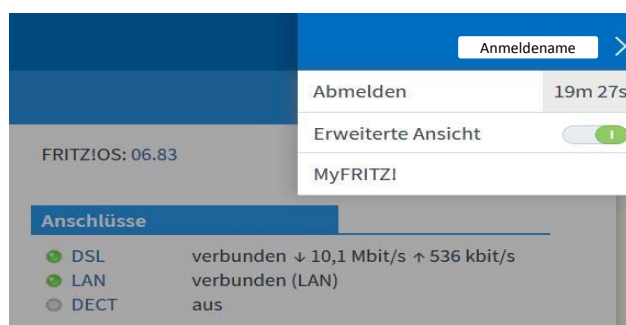 Anmeldename
Abmelden 19m 27s
Erweiterte Ansicht
MyFRITZ!
FRITZ!OS: 06.83
Anschlüsse
DSL verbunden ↓ 10,1 Mbit/s ↑ 536 kbit/s
LAN verbunden (LAN)
DECT aus